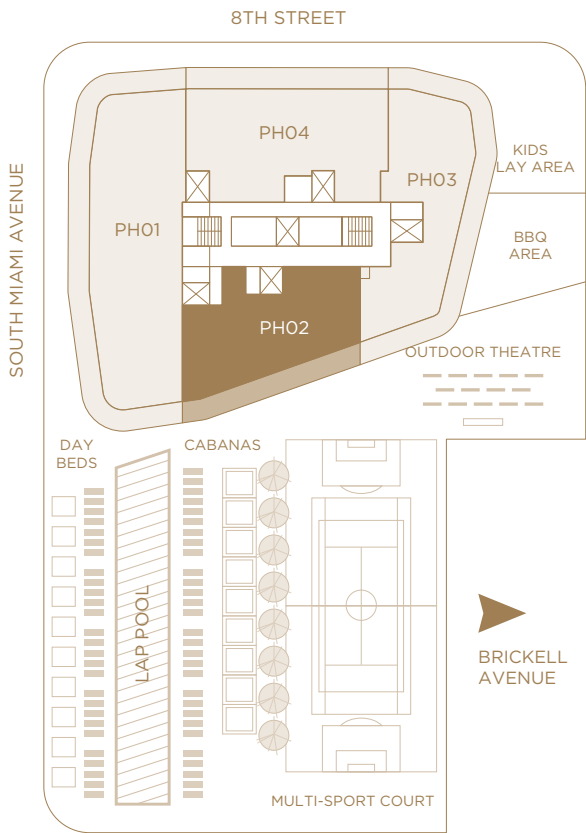 8TH STREET
SOUTH MIAMI AVENUE
PH04
PH03
KIDS
LAY AREA
PH01
BBQ
AREA
PH02
OUTDOOR THEATRE
DAY
BEDS
CABANAS
LAP POOL
BRICKELL
AVENUE
MULTI-SPORT COURT